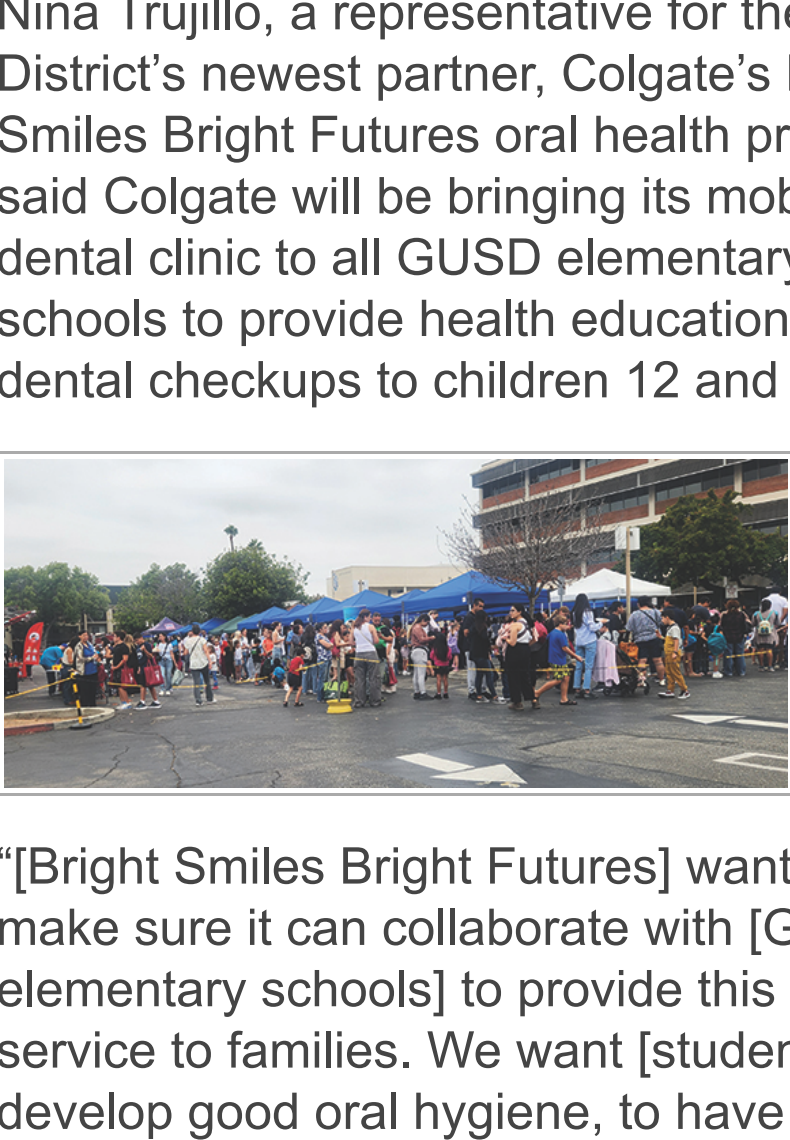 Nina Trujillo, a representative for the
District’s newest partner, Colgate’s
Smiles Bright Futures oral health
said Colgate will be bringing its
dental clinic to all GUSD elementary
schools to provide health education
dental checkups to children 12 and
“[Bright Smiles Bright Futures] want
make sure it can collaborate with
elementary schools] to provide this
service to families. We want
develop good oral hygiene, to have